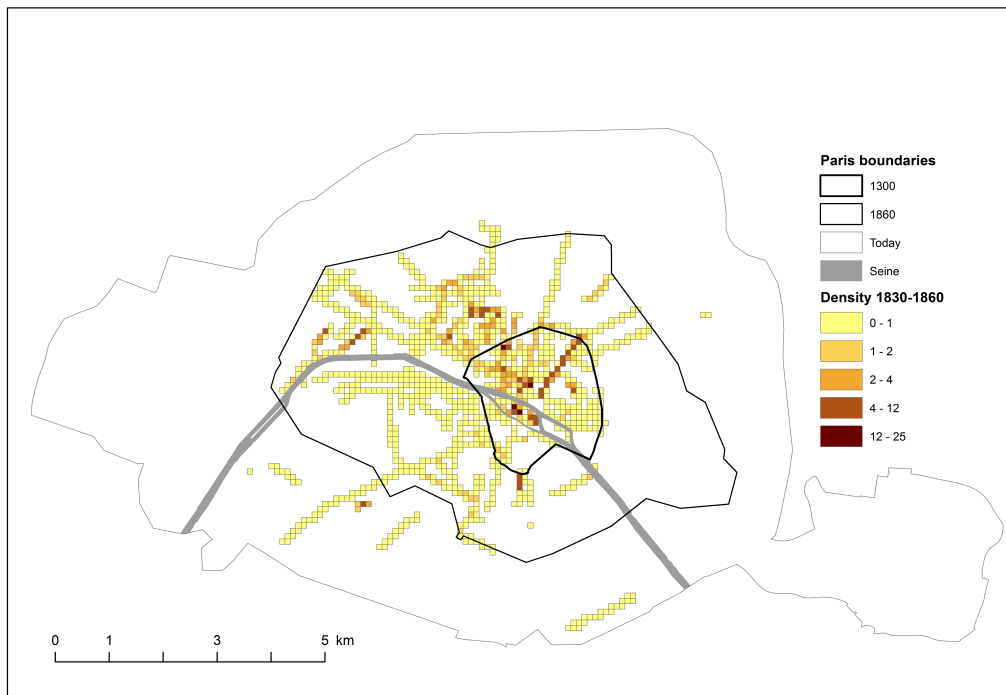 Paris boundaries
1300
1860
Today
Seine
Density 1830-1860
0 - 1
1 - 2
2 - 4
4 - 12
12 - 25
0 1 3 5 km